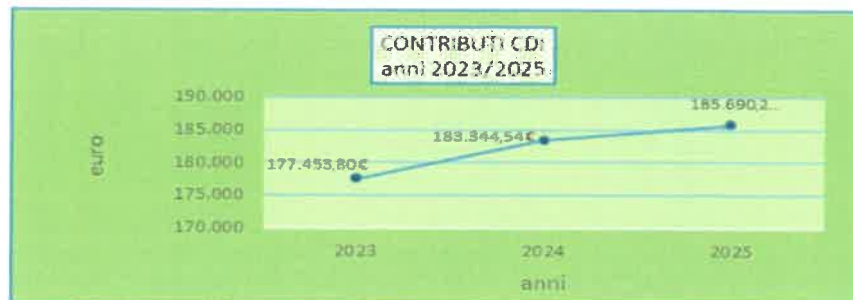 CONTRIBUTI CDI
anni 2023/2025
190.000
185.690,2...
185.000
183.344,54€
euro
180.000
177.453,80€
175.000
170.000
2023
2024
2025
anni